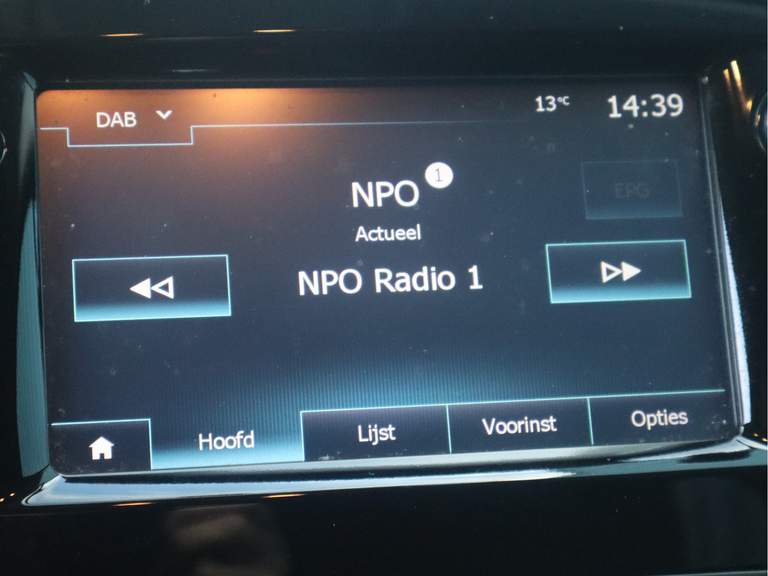 DAB
13°C 14:39
NPO 1
EPG
Actueel
NPO Radio 1
Hoofd
Lijst
Voorinst
Opties